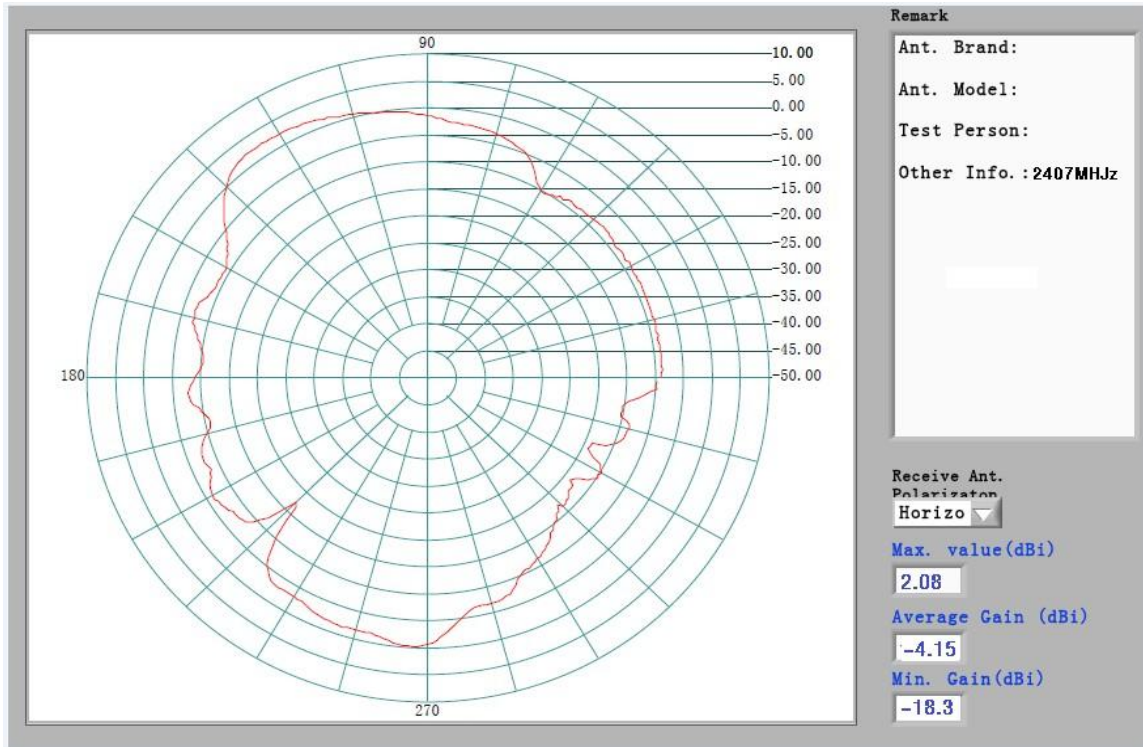 Remark
Ant. Brand:
Ant. Model:
Test Person:
Other Info.:2407MHJz
90
10.00
5.00
0.00
-5.00
-10.00
-15.00
-20.00
-25.00
-30.00
-35.00
-40.00
-45.00
-50.00
180
270
Receive Ant.
Polarizaton
Horizo
Max. value(dBi)
2.08
Average Gain (dBi)
-4.15
Min. Gain(dBi)
-18.3